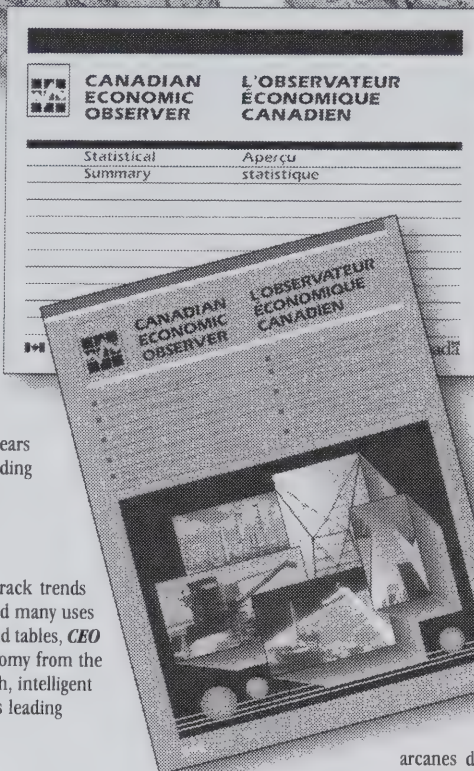 CANADIAN
ECONOMIC
OBSERVER
L'OBSERVATEUR
ÉCONOMIQUE
CANADIEN
Statistical
Summary
Aperçu
statistique
CANADIAN
ECONOMIC
OBSERVER
L'OBSERVATEUR
ÉCONOMIQUE
CANADIEN
ada
ears
ding
rack trends
d many uses
d tables, CEO
omy from the
h, intelligent
s leading
arcanes d